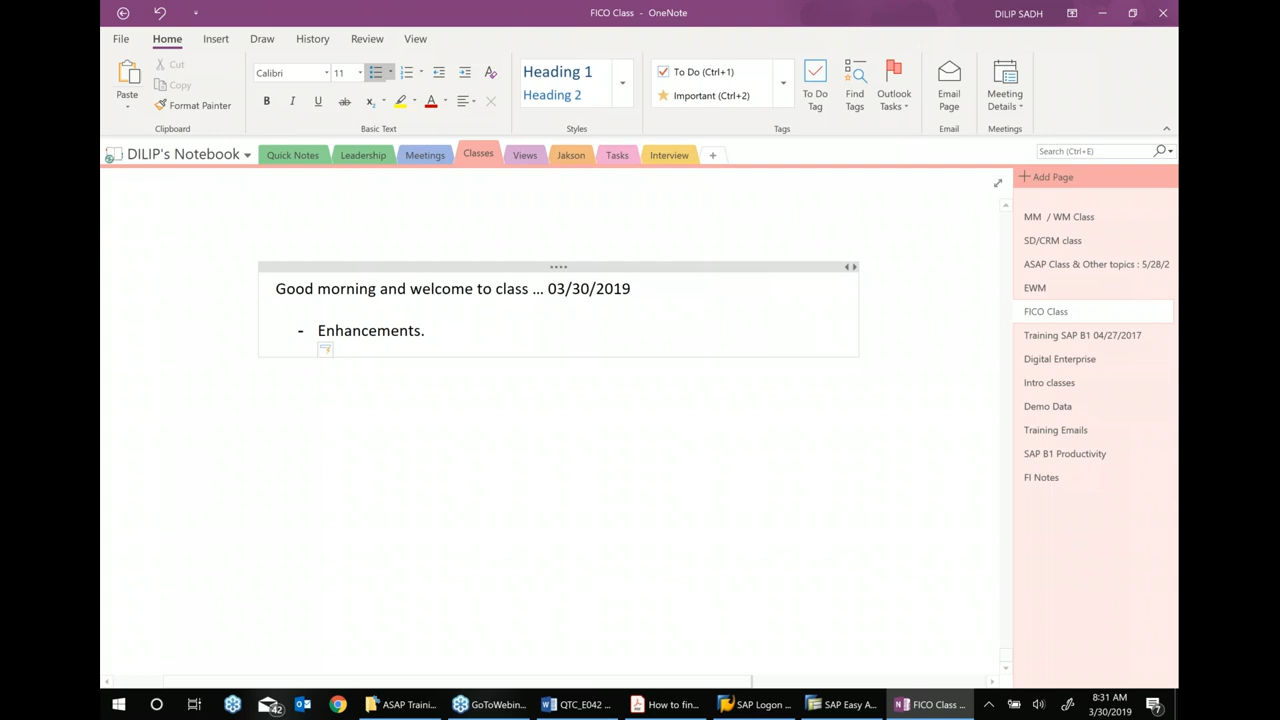 FICO Class - OneNote
DILIP SADH
File Home Insert Draw History Review View
Paste
Cut
Copy
Format Painter
Clipboard
Calibri 11
B I U ab X₂ A
Basic Text
Heading 1
Heading 2
Styles
To Do (Ctrl+1)
Important (Ctrl+2)
To Do Tag
Find Tags
Outlook Tasks
Tags
Email Page
Email
Meeting Details
Meetings
DILIP's Notebook
Quick Notes Leadership Meetings Classes Views Jakson Tasks Interview
Search (Ctrl+E)
Add Page
MM / WM Class
SD/CRM class
ASAP Class & Other topics : 5/28/2
EWM
FICO Class
Training SAP B1 04/27/2017
Digital Enterprise
Intro classes
Demo Data
Training Emails
SAP B1 Productivity
FI Notes
Good morning and welcome to class ... 03/30/2019
- Enhancements.
42
ASAP Traini...
GoToWebin...
QTC_E042 ...
How to fin...
SAP Logon ...
SAP Easy A...
FICO Class ...
8:31 AM
3/30/2019
7